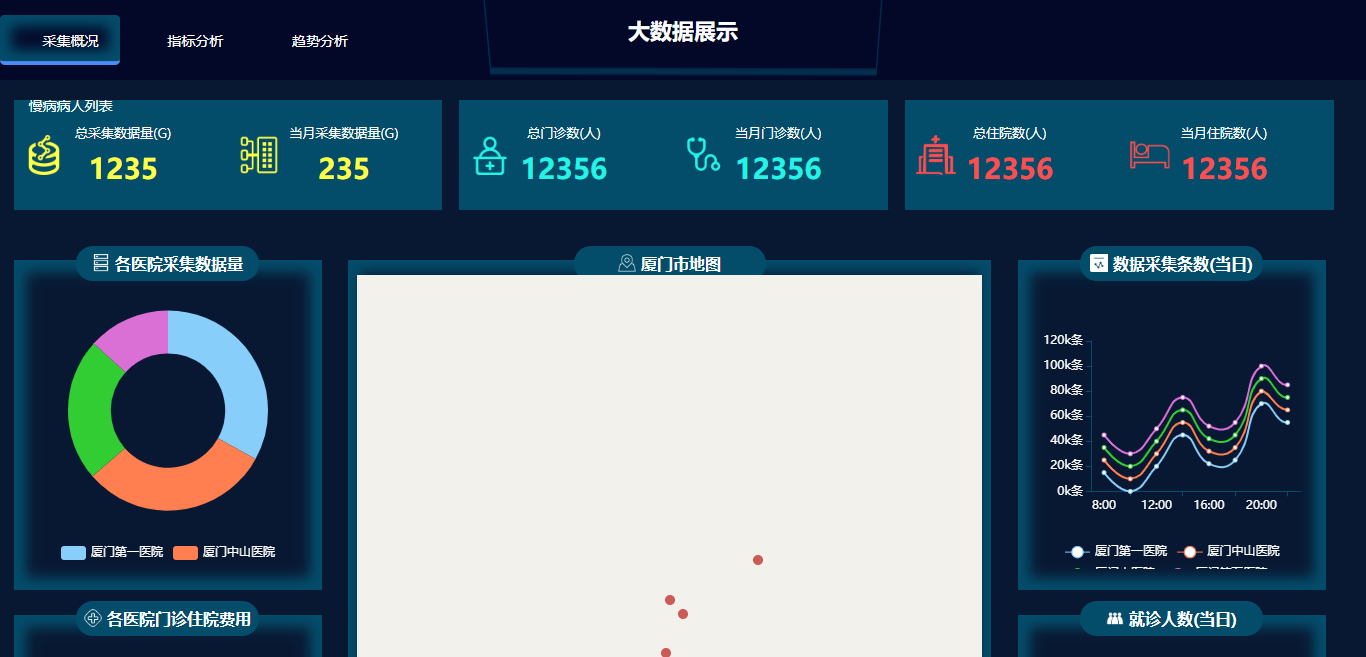 采集概况
指标分析
趋势分析
大数据展示
慢病病人列表
总采集数据量(G)
1235
当月采集数据量(G)
235
总门诊数(人)
12356
当月门诊数(人)
12356
总住院数(人)
12356
当月住院数(人)
12356
各医院采集数据量
厦门第一医院
厦门中山医院
各医院门诊住院费用
厦门市地图
数据采集条数(当日)
120k条
100k条
80k条
60k条
40k条
20k条
0k条
8:00
12:00
16:00
20:00
厦门第一医院
厦门中山医院
就诊人数(当日)